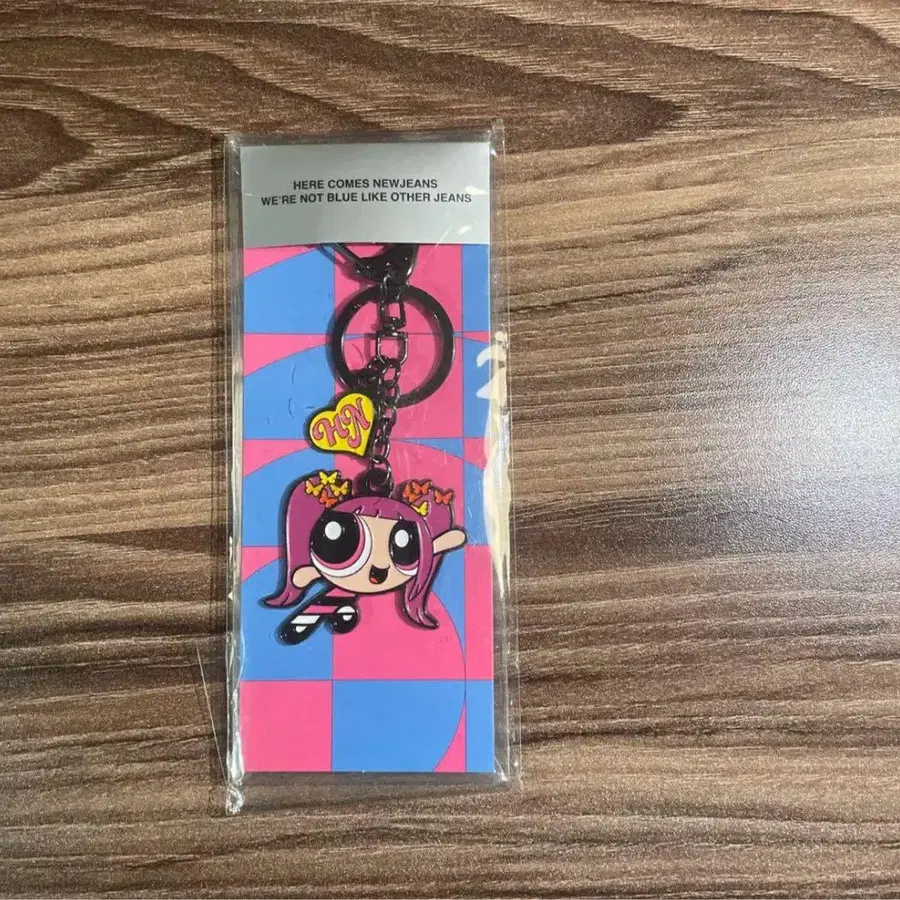 HERE COMES NEWJEANS
WE'RE NOT BLUE LIKE OTHER JEANS
HN